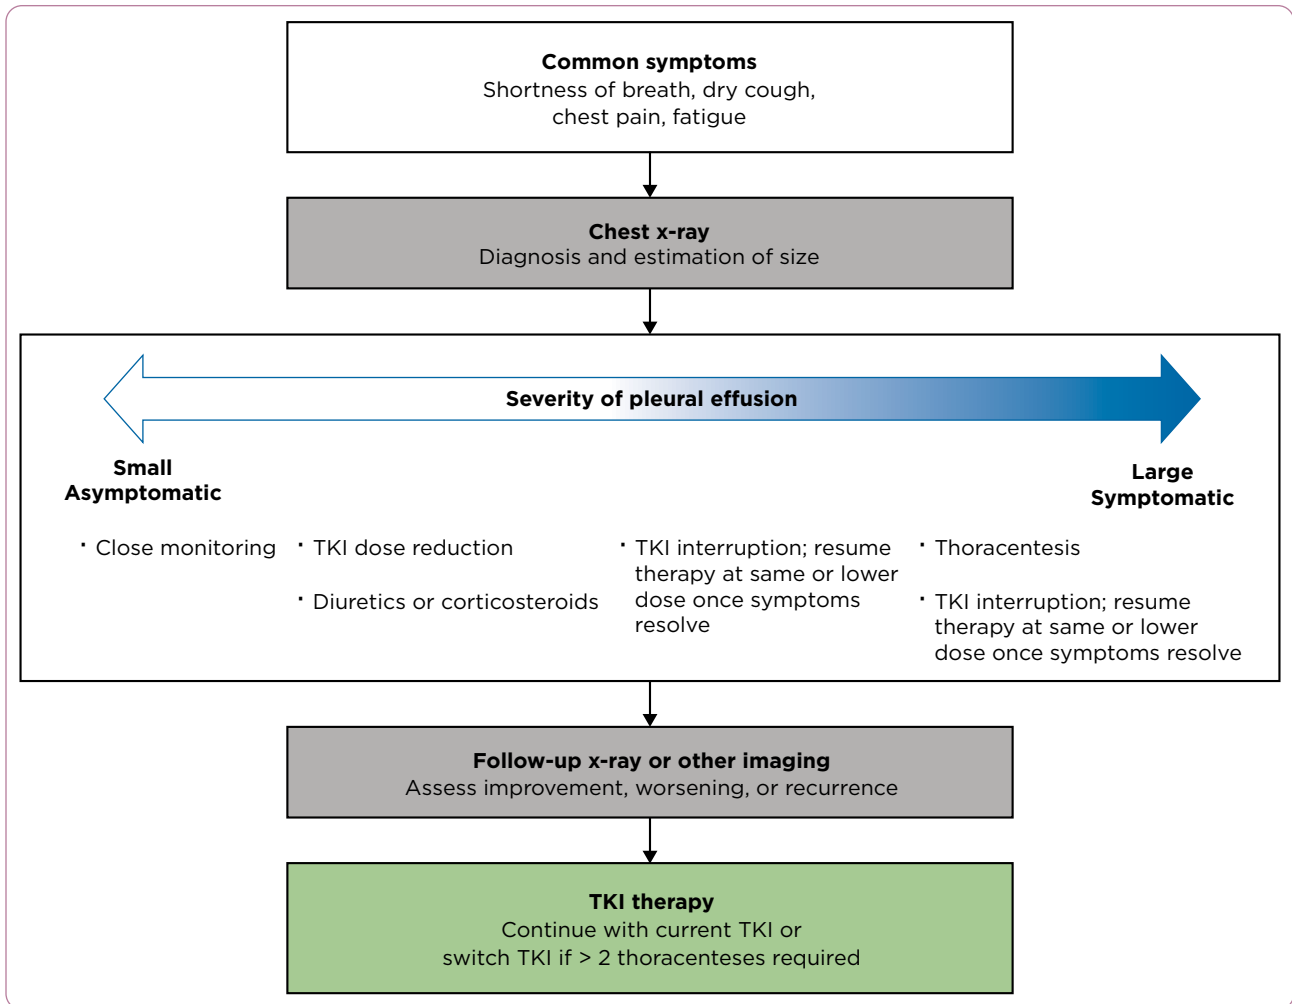 Common symptoms
Shortness of breath, dry cough,
chest pain, fatigue
Chest x-ray
Diagnosis and estimation of size
Severity of pleural effusion
Small
Asymptomatic
Large
Symptomatic
· Close monitoring
· TKI dose reduction
· Diuretics or corticosteroids
· TKI interruption; resume
therapy at same or lower
dose once symptoms
resolve
· Thoracentesis
· TKI interruption; resume
therapy at same or lower
dose once symptoms resolve
Follow-up x-ray or other imaging
Assess improvement, worsening, or recurrence
TKI therapy
Continue with current TKI or
switch TKI if > 2 thoracenteses required